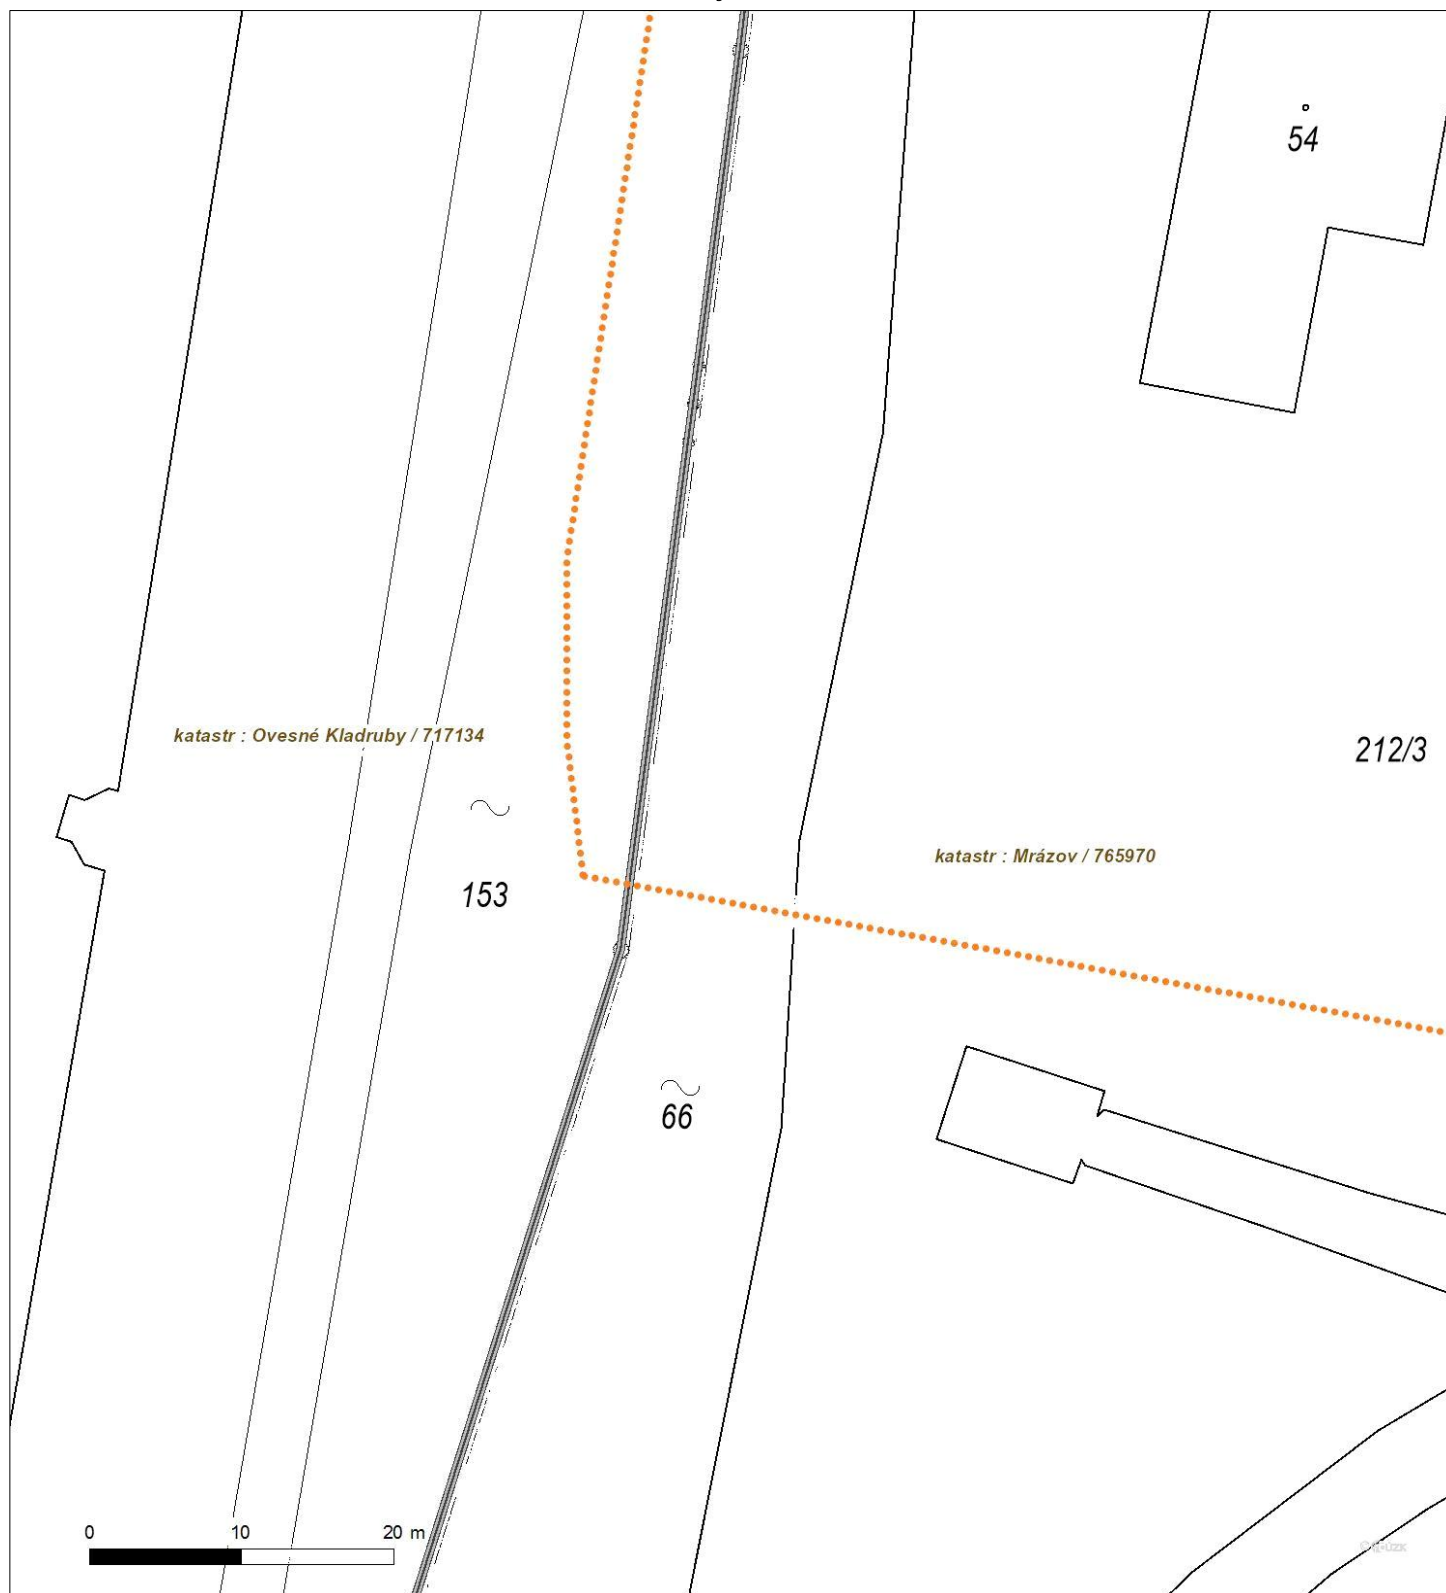 54
212/3
katastr : Ovesné Kladruby / 717134
katastr : Mrázov / 765970
153
66
0 10 20 m